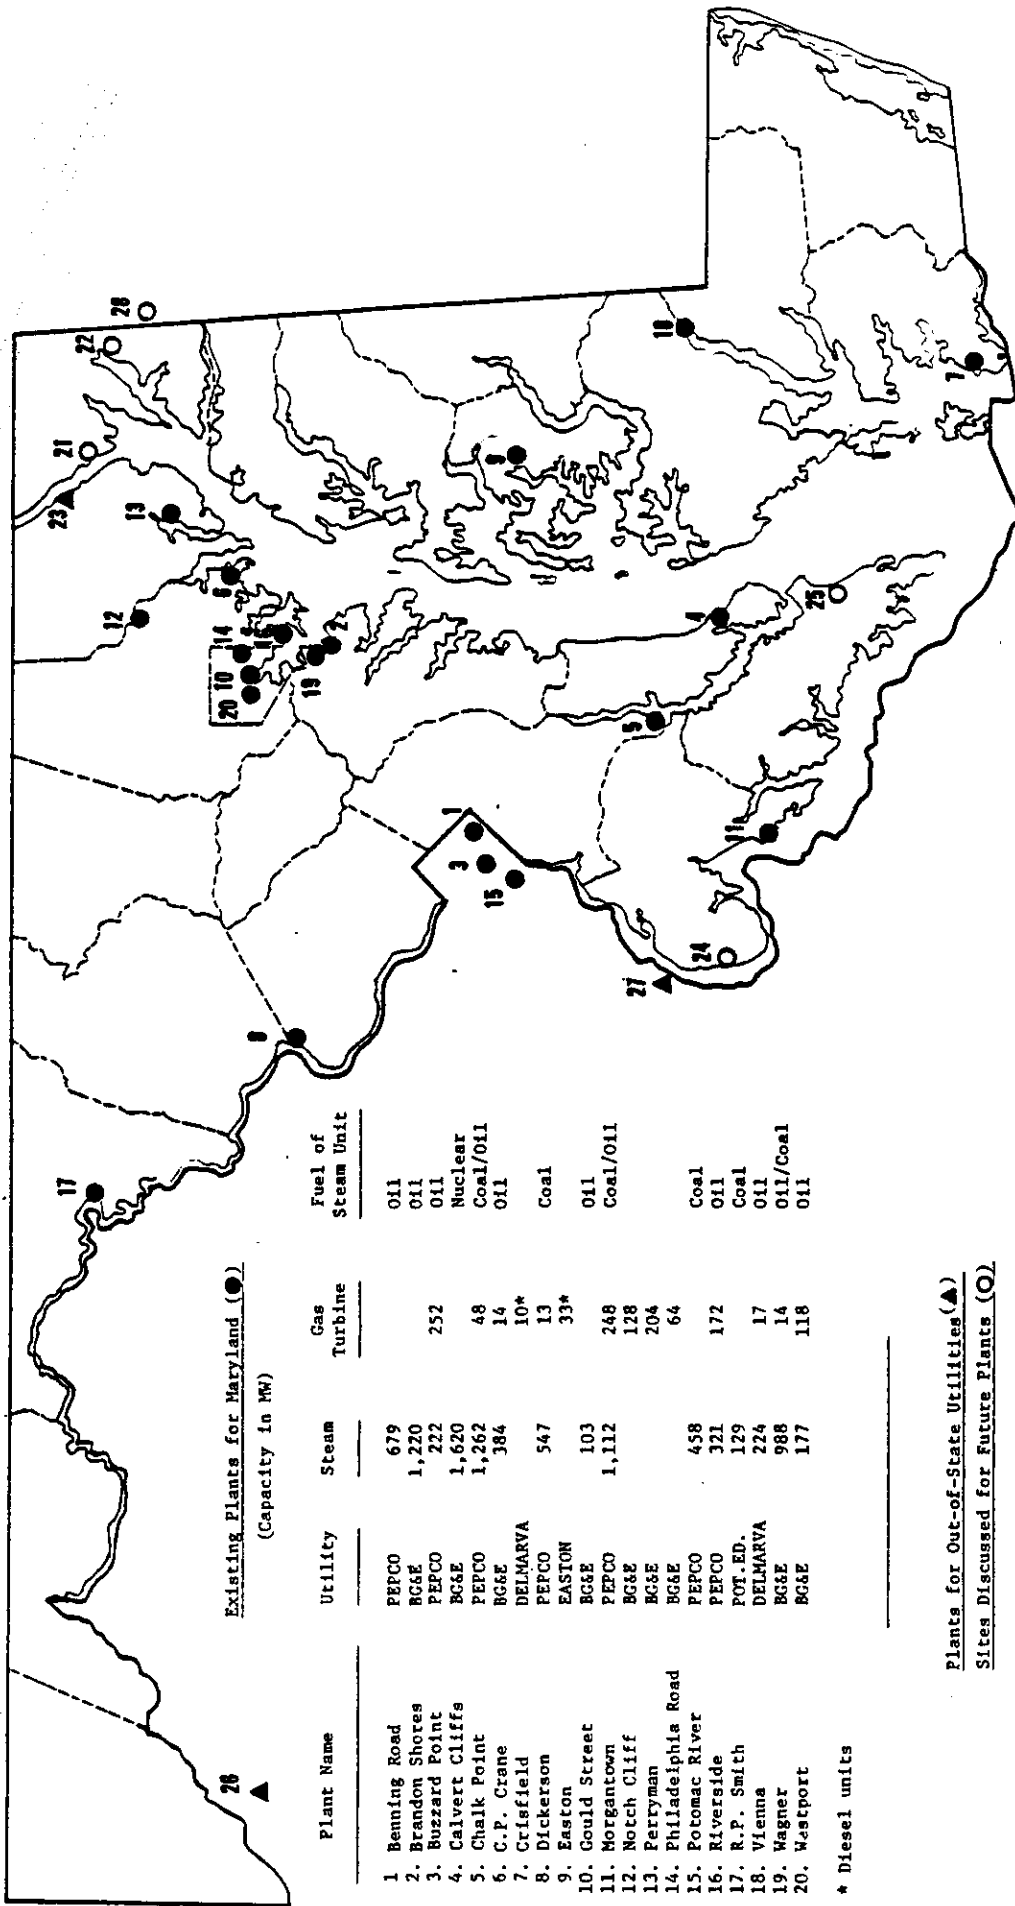 26
17
8
12
13
23
21
22
28
20
10
14
16
6
19
2
1
3
15
9
5
4
18
27
24
11
25
7
Existing Plants for Maryland (●)
(Capacity in MW)
Plant Name Utility Steam Gas Turbine Fuel of Steam Unit
1 Benning Road PEPCO 679 Oil
2. Brandon Shores BG&E 1,220 Oil
3. Buzzard Point PEPCO 222 252 Oil
4. Calvert Cliffs BG&E 1,620 Nuclear
5. Chalk Point PEPCO 1,262 48 Coal/Oil
6. C.P. Crane BG&E 384 14 Oil
7. Crisfield DELMARVA 10*
8. Dickerson PEPCO 547 13 Coal
9. Easton EASTON 33*
10. Gould Street BG&E 103 Oil
11. Morgantown PEPCO 1,112 248 Coal/Oil
12. Notch Cliff BG&E 128
13. Perryman BG&E 204
14. Philadelphia Road BG&E 64
15. Potomac River PEPCO 458 Coal
16. Riverside PEPCO 321 172 Oil
17. R.P. Smith POT.ED. 129 Coal
18. Vienna DELMARVA 224 17 Oil
19. Wagner BG&E 988 14 Oil/Coal
20. Westport BG&E 177 118 Oil
* Diesel units
Plants for Out-of-State Utilities (▲)
Sites Discussed for Future Plants (O)